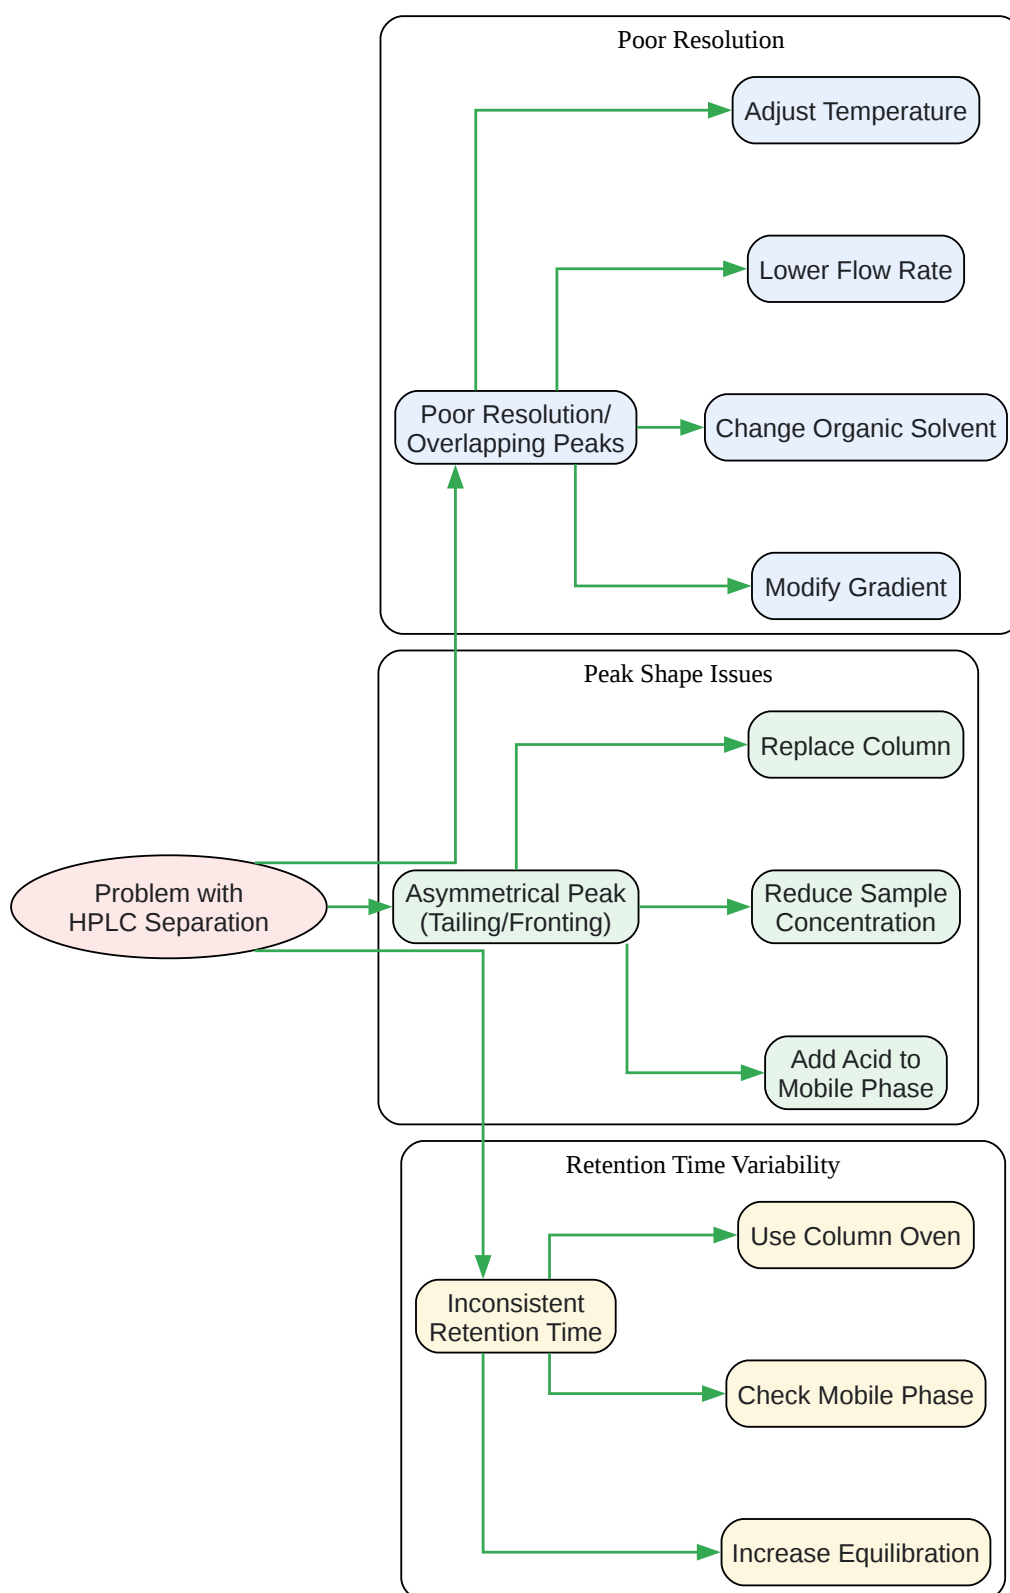 Poor Resolution
Adjust Temperature
Lower Flow Rate
Poor Resolution/
Overlapping Peaks
Change Organic Solvent
Modify Gradient
Peak Shape Issues
Replace Column
Problem with
HPLC Separation
Asymmetrical Peak
(Tailing/Fronting)
Reduce Sample
Concentration
Add Acid to
Mobile Phase
Retention Time Variability
Use Column Oven
Inconsistent
Retention Time
Check Mobile Phase
Increase Equilibration